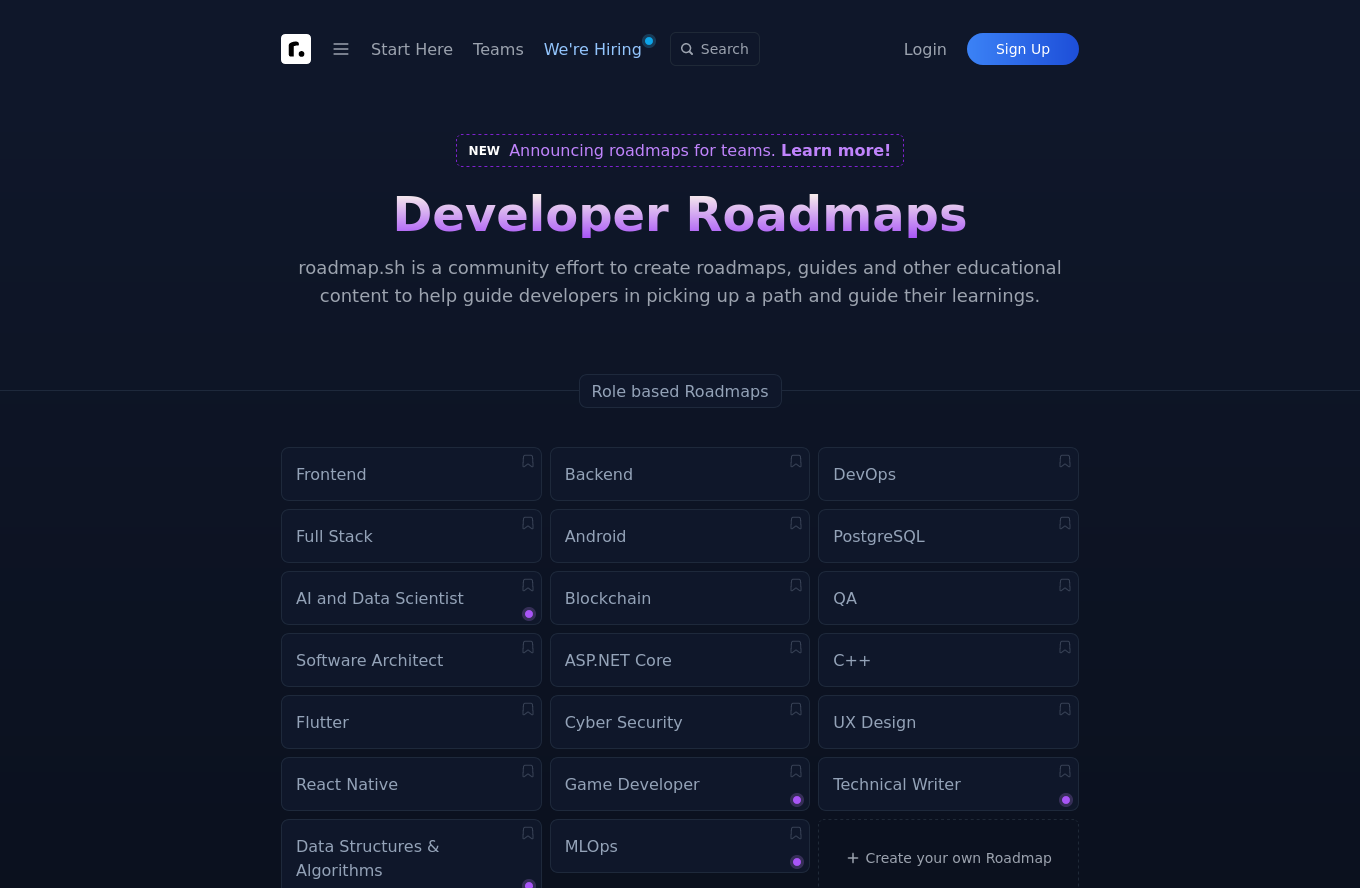 Start Here Teams We're Hiring Search Login Sign Up
NEW Announcing roadmaps for teams. Learn more!
Developer Roadmaps
roadmap.sh is a community effort to create roadmaps, guides and other educational
content to help guide developers in picking up a path and guide their learnings.
Role based Roadmaps
Frontend Backend DevOps
Full Stack Android PostgreSQL
AI and Data Scientist Blockchain QA
Software Architect ASP.NET Core C++
Flutter Cyber Security UX Design
React Native Game Developer Technical Writer
Data Structures &
Algorithms
MLOps
Create your own Roadmap